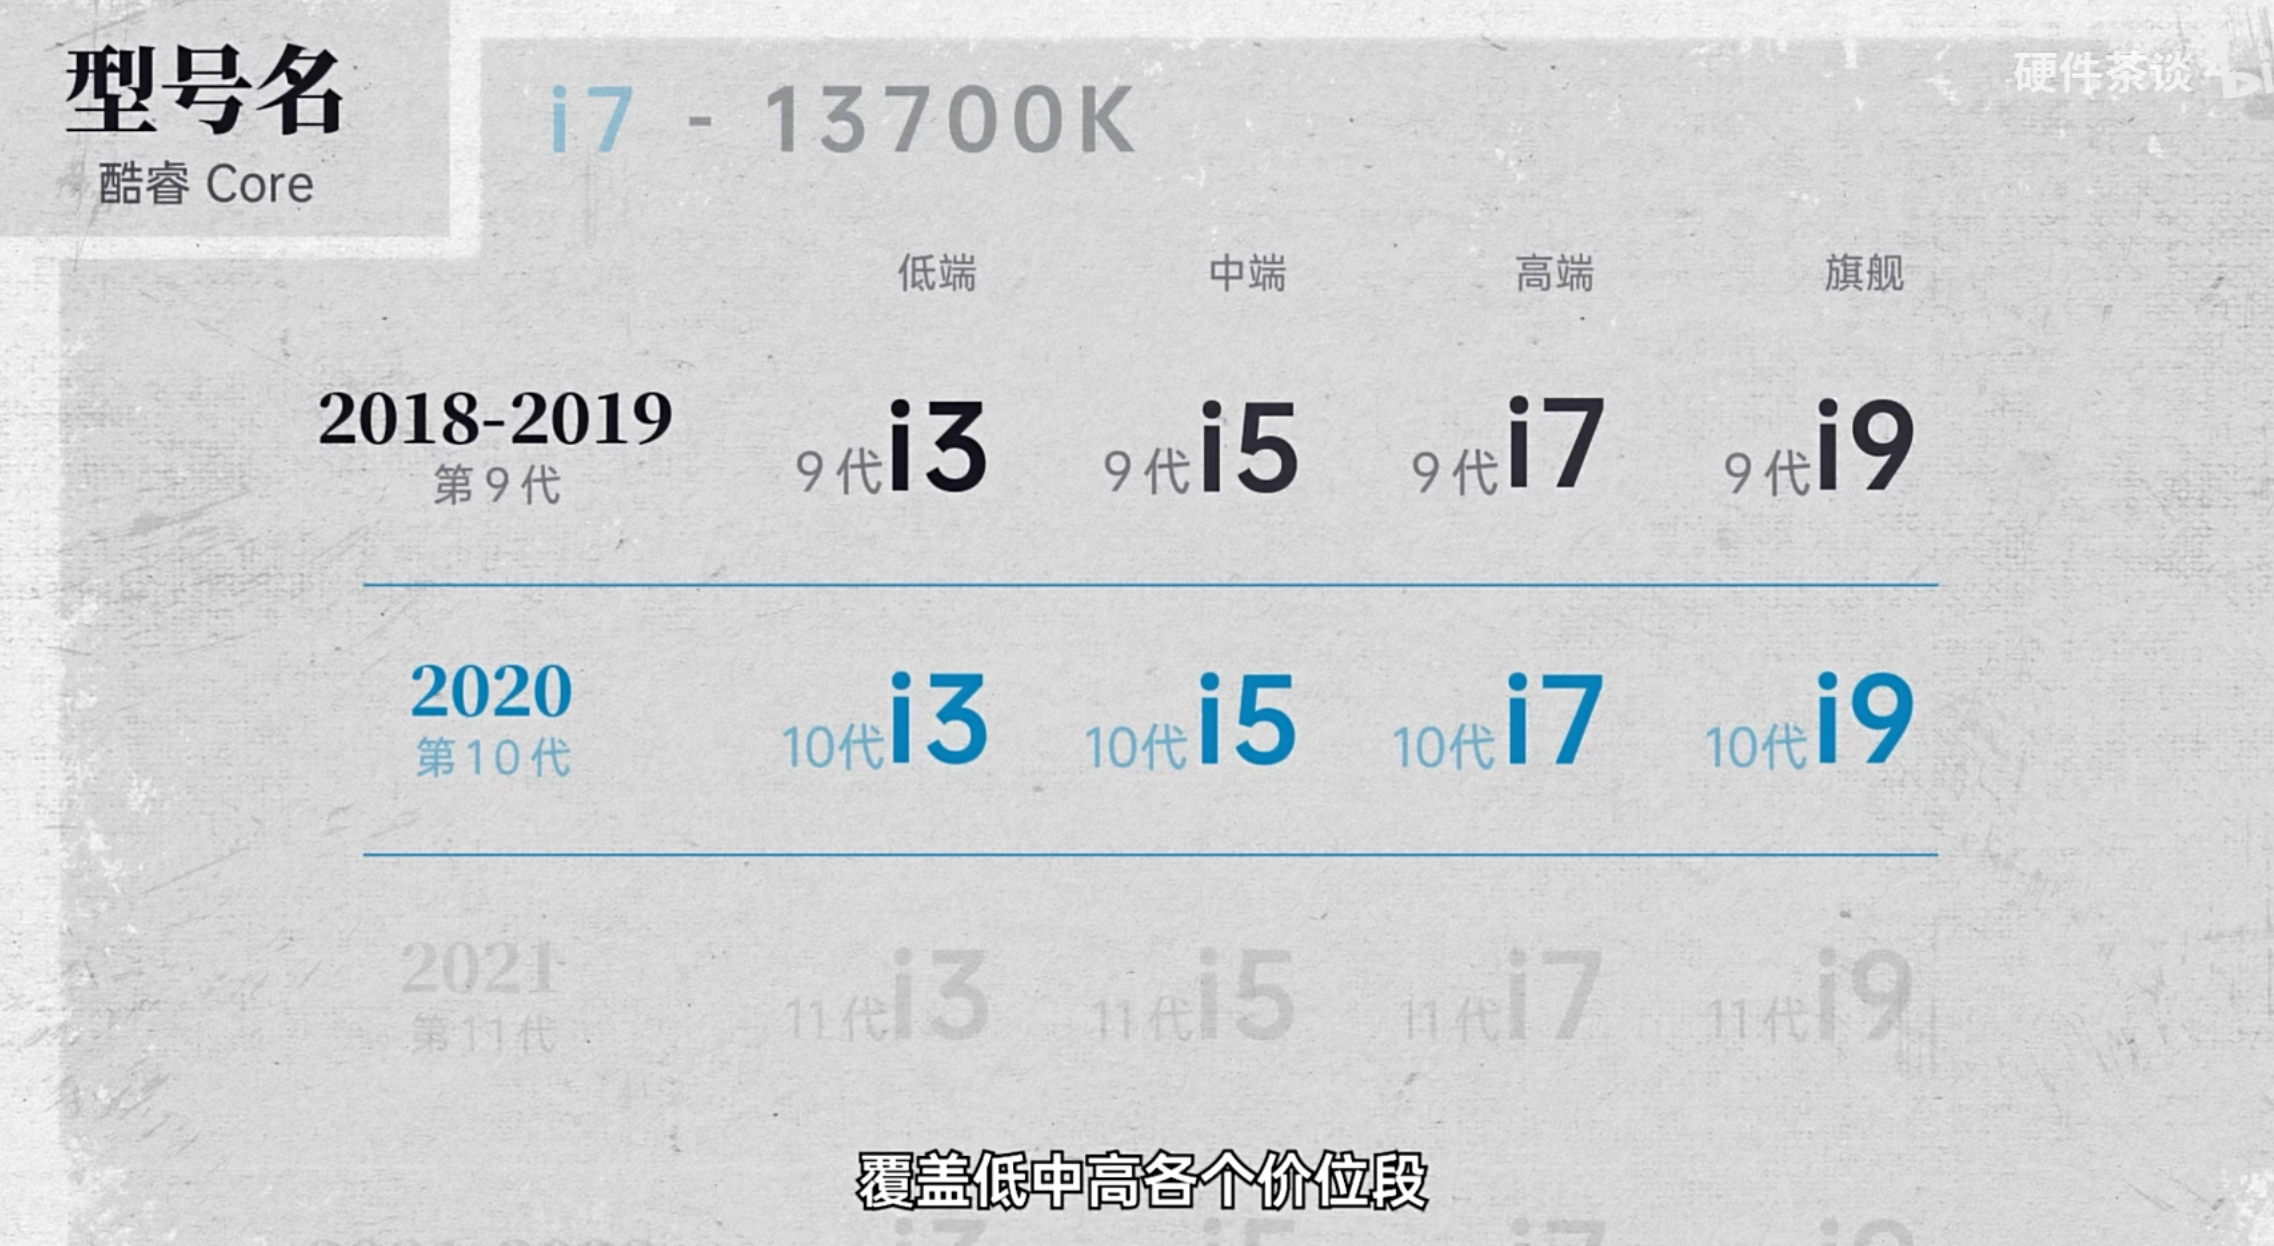 型号名
酷睿 Core
i7 - 13700K
硬件茶谈
低端 中端 高端 旗舰
2018-2019 9代i3 9代i5 9代i7 9代i9
第9代
2020 10代i3 10代i5 10代i7 10代i9
第10代
2021 11代i3 11代i5 11代i7 11代i9
第11代
覆盖低中高各个价位段
i3 i5 i7 i9